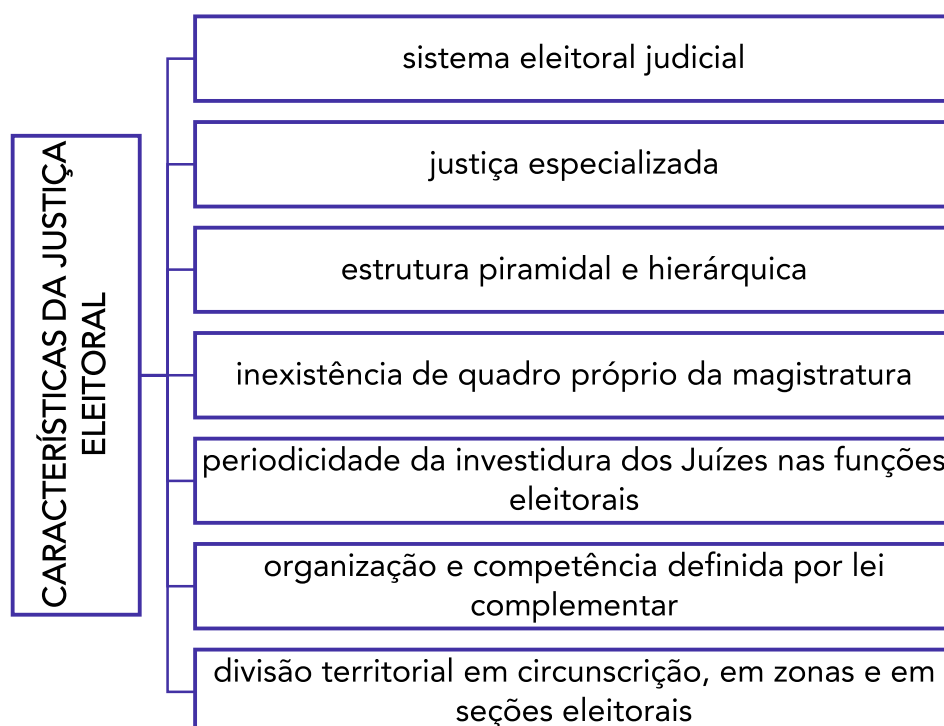 CARACTERÍSTICAS DA JUSTIÇA
ELEITORAL
sistema eleitoral judicial
justiça especializada
estrutura piramidal e hierárquica
inexistência de quadro próprio da magistratura
periodicidade da investidura dos Juízes nas funções
eleitorais
organização e competência definida por lei
complementar
divisão territorial em circunscrição, em zonas e em
seções eleitorais